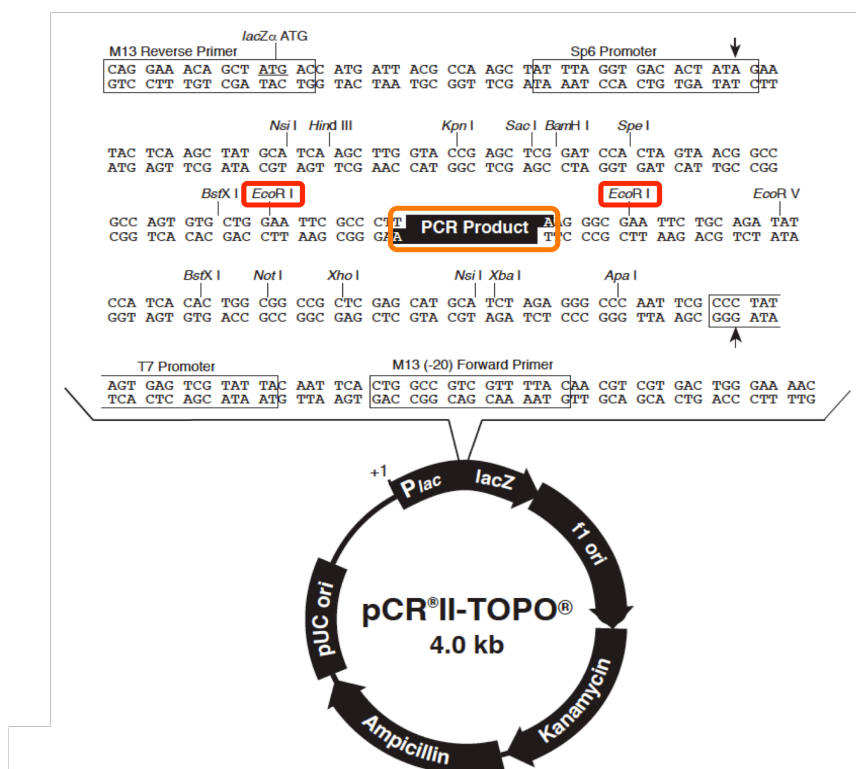 lacZα ATG
M13 Reverse Primer Sp6 Promoter
CAG GAA ACA GCT ATG ACC ATG ATT ACG CCA AGC TAT TTA GGT GAC ACT ATA GAA
GTC CTT TGT CGA TAC TGG TAC TAA TGC GGT TCG ATA AAT CCA CTG TGA TAT CTT
Nsi I Hind III Kpn I Sac I BamH I Spe I
TAC TCA AGC TAT GCA TCA AGC TTG GTA CCG AGC TCG GAT CCA CTA GTA ACG GCC
ATG AGT TCG ATA CGT AGT TCG AAC CAT GGC TCG AGC CTA GGT GAT CAT TGC CGG
BstX I EcoR I EcoR I EcoR V
GCC AGT GTG CTG GAA TTC GCC CTT PCR Product AAG GGC GAA TTC TGC AGA TAT
CGG TCA CAC GAC CTT AAG CGG GAA TTC CCG CTT AAG ACG TCT ATA
BstX I Not I Xho I Nsi I Xba I Apa I
CCA TCA CAC TGG CGG CCG CTC GAG CAT GCA TCT AGA GGG CCC AAT TCG CCC TAT
GGT AGT GTG ACC GCC GGC GAG CTC GTA CGT AGA TCT CCC GGG TTA AGC GGG ATA
T7 Promoter M13 (-20) Forward Primer
AGT GAG TCG TAT TAC AAT TCA CTG GCC GTC GTT TTA CAA CGT CGT GAC TGG GAA AAC
TCA CTC AGC ATA ATG TTA AGT GAC CGG CAG CAA AAT GTT GCA GCA CTG ACC CTT TTG
+1
Plac lacZ
f1 ori
pUC ori
pCR®II-TOPO®
4.0 kb
Kanamycin
Ampicillin